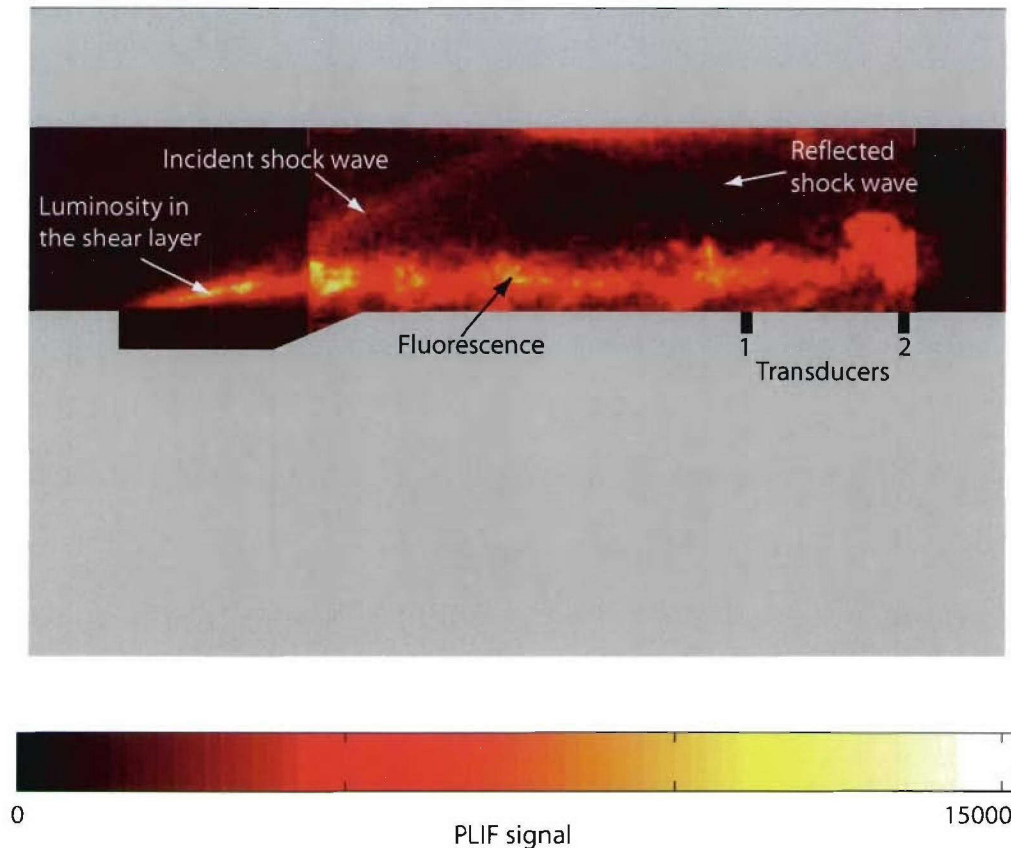 Incident shock wave
Reflected
shock wave
Luminosity in
the shear layer
Fluorescence
1
2
Transducers
0
15000
PLIF signal